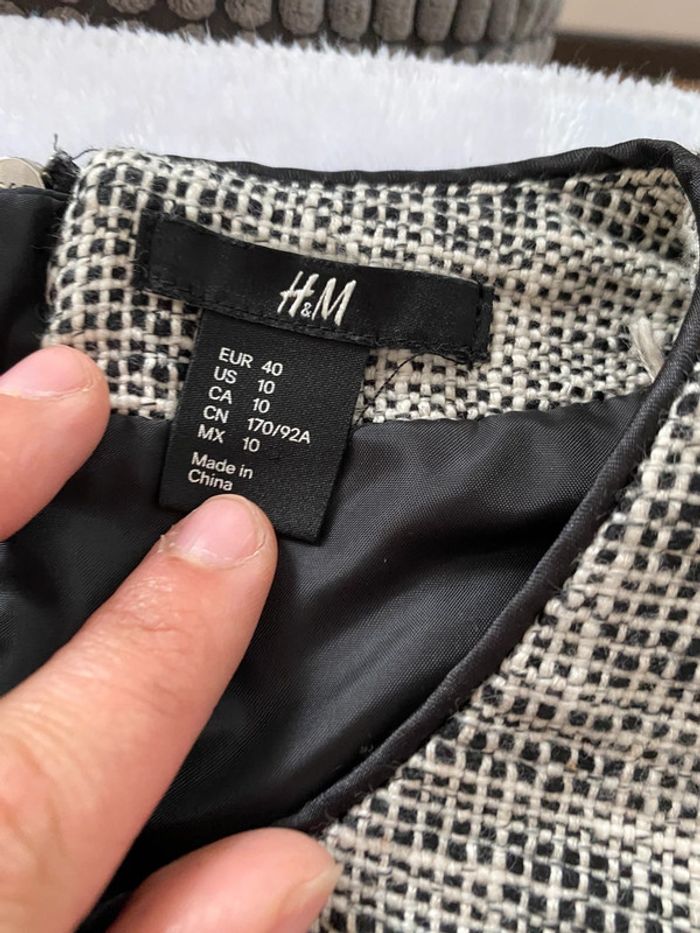 H&M
EUR 40
US 10
CA 10
CN 170/92A
MX 10
Made in
China